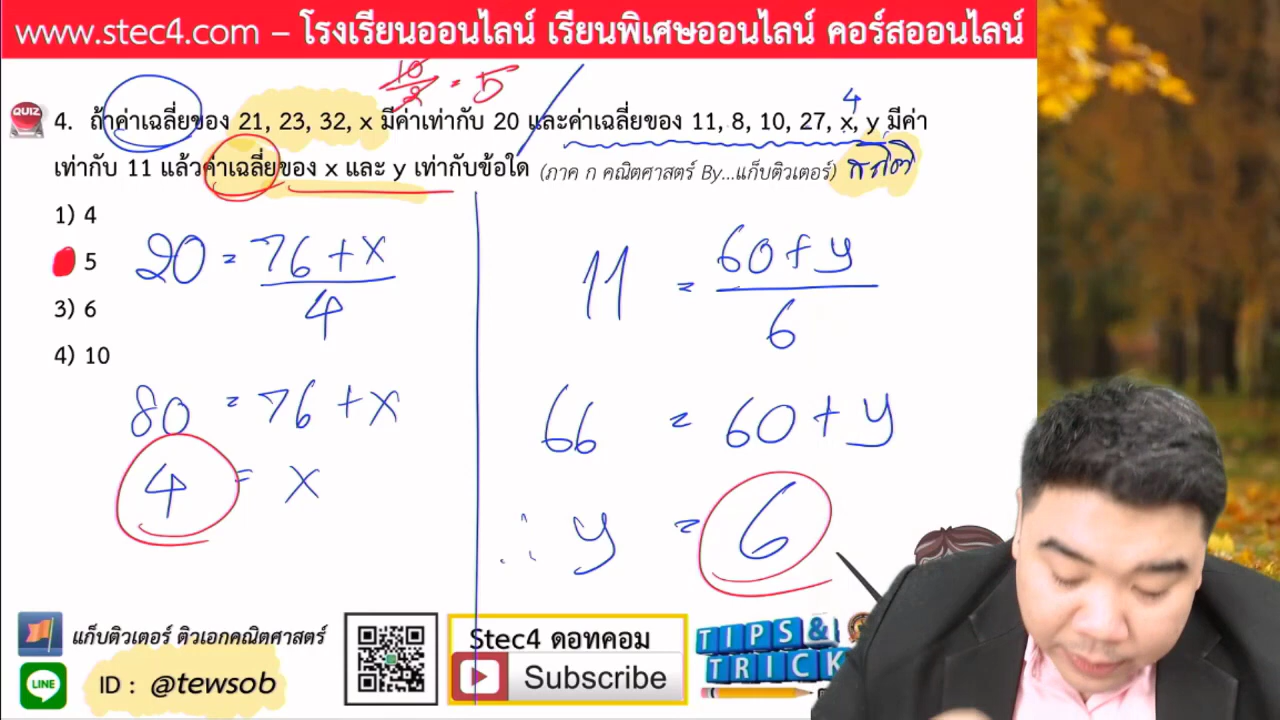 www.stec4.com – โรงเรียนออนไลน์ เรียนพิเศษออนไลน์ คอร์สออนไลน์
10/2 = 5
4
QUIZ
4. ถ้าค่าเฉลี่ยของ 21, 23, 32, x มีค่าเท่ากับ 20 และค่าเฉลี่ยของ 11, 8, 10, 27, x, y มีค่า
เท่ากับ 11 แล้วค่าเฉลี่ยของ x และ y เท่ากับข้อใด (ภาค ก คณิตศาสตร์ By...แก็บติวเตอร์)
1) 4
5
3) 6
4) 10
20 = 76 + x / 4
80 = 76 + x
4 = x
11 = 60 + y / 6
66 = 60 + y
∴ y = 6
แก็บติวเตอร์ ติวเอกคณิตศาสตร์
LINE
ID : @tewsob
Stec4 ดอทคอม
Subscribe
TIPS &
TRICK